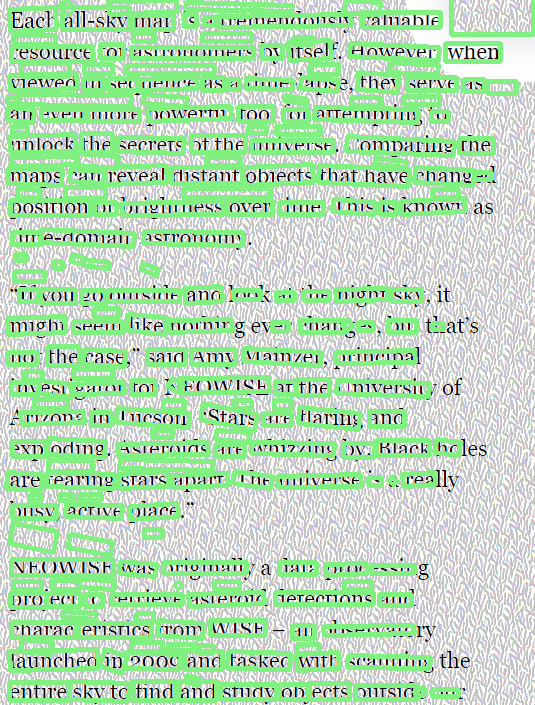 Each all-sky map is a tremendously valuable
resource for astronomers by itself. However, when
viewed in sequence as a time-lapse, they serve as
an even more powerful tool for attempting to
unlock the secrets of the universe. Comparing the
maps can reveal distant objects that have changed
position or brightness over time. This is known as
time-domain astronomy.
“If you go outside and look at the night sky, it
might seem like nothing ever changes, but that’s
not the case,” said Amy Mainzer, principal
investigator for NEOWISE at the University of
Arizona in Tucson. “Stars are flaring, and
exploding. Asteroids are whizzing by. Black holes
are tearing stars apart. The universe is a really
busy, active place.”
NEOWISE was originally a data processing
project to retrieve asteroid detections and
characteristics from WISE – an observatory
launched in 2009 and tasked with scanning the
entire sky to find and study objects outside our